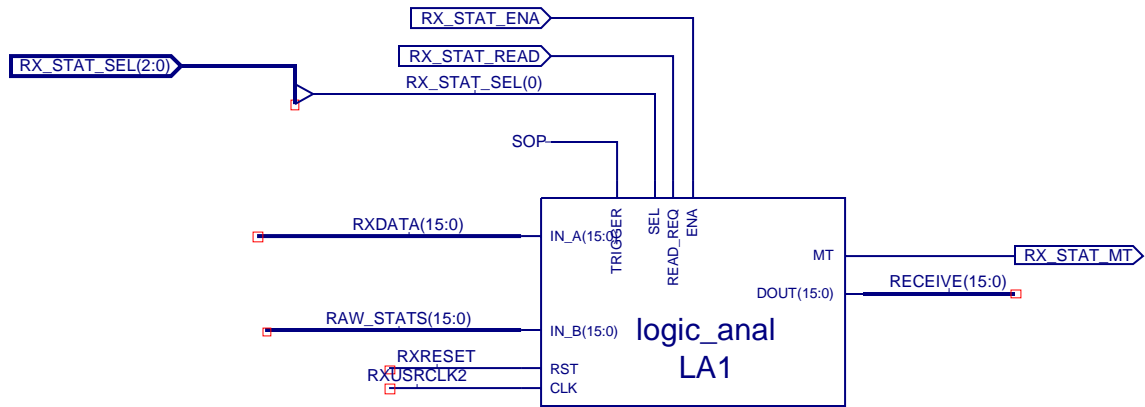 RX_STAT_ENA
RX_STAT_READ
RX_STAT_SEL(2:0)
RX_STAT_SEL(0)
SOP
TRIGGER
SEL
READ_REQ
ENA
RXDATA(15:0)
IN_A(15:0)
MT
RX_STAT_MT
DOUT(15:0)
RECEIVE(15:0)
RAW_STATS(15:0)
IN_B(15:0)
logic_anal
LA1
RXRESET
RST
RXUSRCLK2
CLK